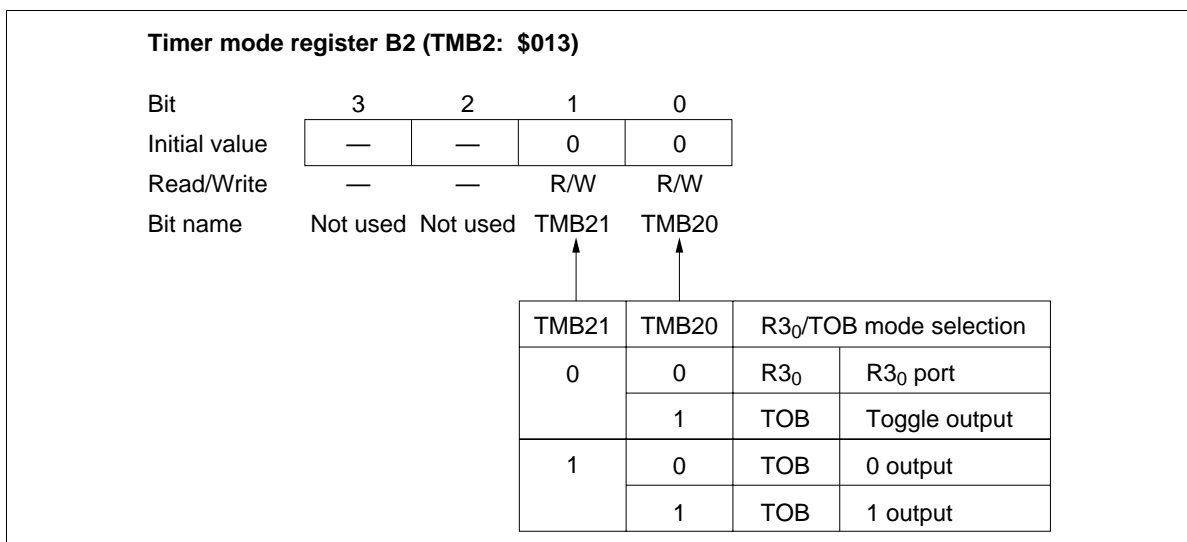 Timer mode register B2 (TMB2: $013)
Bit 3 2 1 0
Initial value — — 0 0
Read/Write — — R/W R/W
Bit name Not used Not used TMB21 TMB20
TMB21 TMB20 R3₀/TOB mode selection
0 0 R3₀ R3₀ port
1 TOB Toggle output
1 0 TOB 0 output
1 TOB 1 output